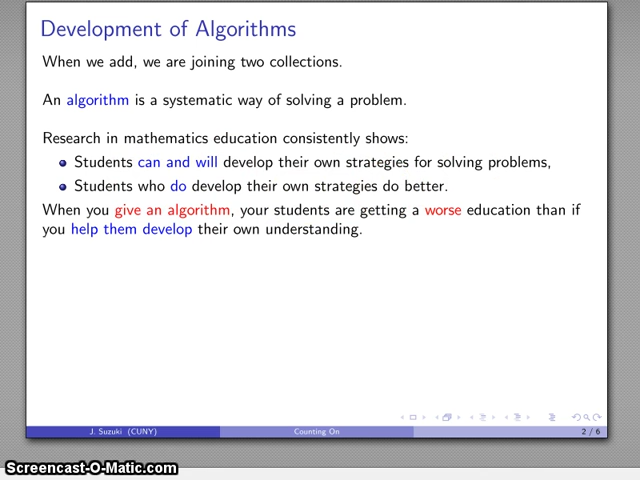 Development of Algorithms
When we add, we are joining two collections.
An algorithm is a systematic way of solving a problem.
Research in mathematics education consistently shows:
Students can and will develop their own strategies for solving problems,
Students who do develop their own strategies do better.
When you give an algorithm, your students are getting a worse education than if
you help them develop their own understanding.
J. Suzuki (CUNY)
Counting On
2 / 6
Screencast-O-Matic.com